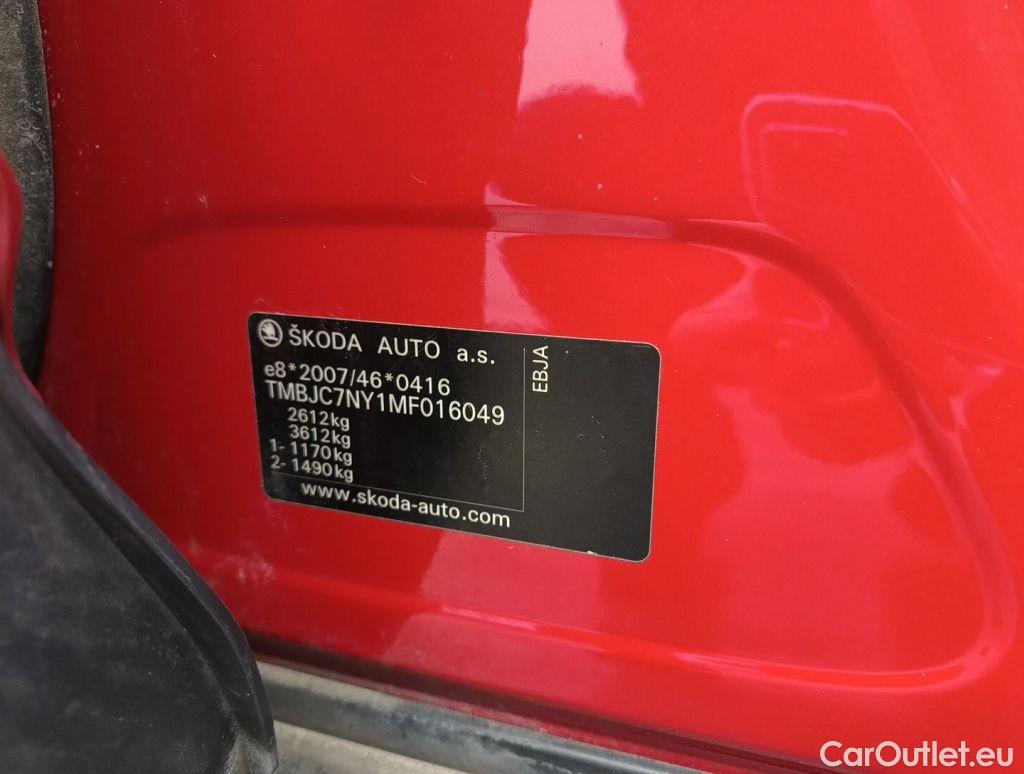 ŠKODA AUTO a.s.
e8*2007/46*0416
TMBJC7NY1MF016049
2612kg
3612kg
1- 1170kg
2- 1490kg
www.skoda-auto.com
EBJA
CarOutlet.eu